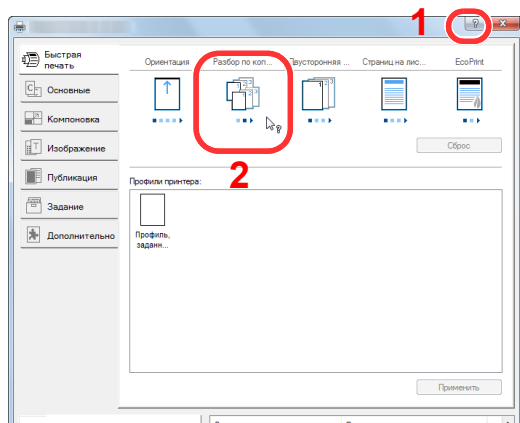 1
?
Быстрая
печать
Основные
Компоновка
Изображение
Публикация
Задание
Дополнительно
Ориентация
Разбор по коп...
Двусторонняя ...
Страниц на лис...
EcoPrint
Сброс
2
Профили принтера:
Профиль,
заданн...
Применить